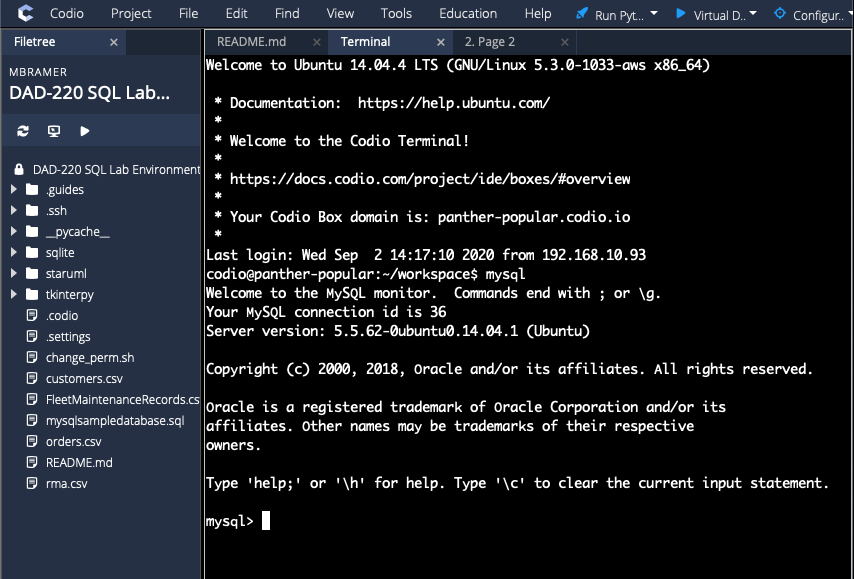 Codio Project File Edit Find View Tools Education Help Run Pyt... Virtual D.. Configur..
Filetree × README.md × Terminal × 2. Page 2 ×
MBRAMER
DAD-220 SQL Lab...
DAD-220 SQL Lab Environment
.guides
.ssh
__pycache__
sqlite
staruml
tkinterpy
.codio
.settings
change_perm.sh
customers.csv
FleetMaintenanceRecords.cs
mysqlsampledatabase.sql
orders.csv
README.md
rma.csv
Welcome to Ubuntu 14.04.4 LTS (GNU/Linux 5.3.0-1033-aws x86_64)
* Documentation:  https://help.ubuntu.com/
*
* Welcome to the Codio Terminal!
*
* https://docs.codio.com/project/ide/boxes/#overview
*
* Your Codio Box domain is: panther-popular.codio.io
*
Last login: Wed Sep  2 14:17:10 2020 from 192.168.10.93
codio@panther-popular:~/workspace$ mysql
Welcome to the MySQL monitor.  Commands end with ; or \g.
Your MySQL connection id is 36
Server version: 5.5.62-0ubuntu0.14.04.1 (Ubuntu)
Copyright (c) 2000, 2018, Oracle and/or its affiliates. All rights reserved.
Oracle is a registered trademark of Oracle Corporation and/or its
affiliates. Other names may be trademarks of their respective
owners.
Type 'help;' or '\h' for help. Type '\c' to clear the current input statement.
mysql>